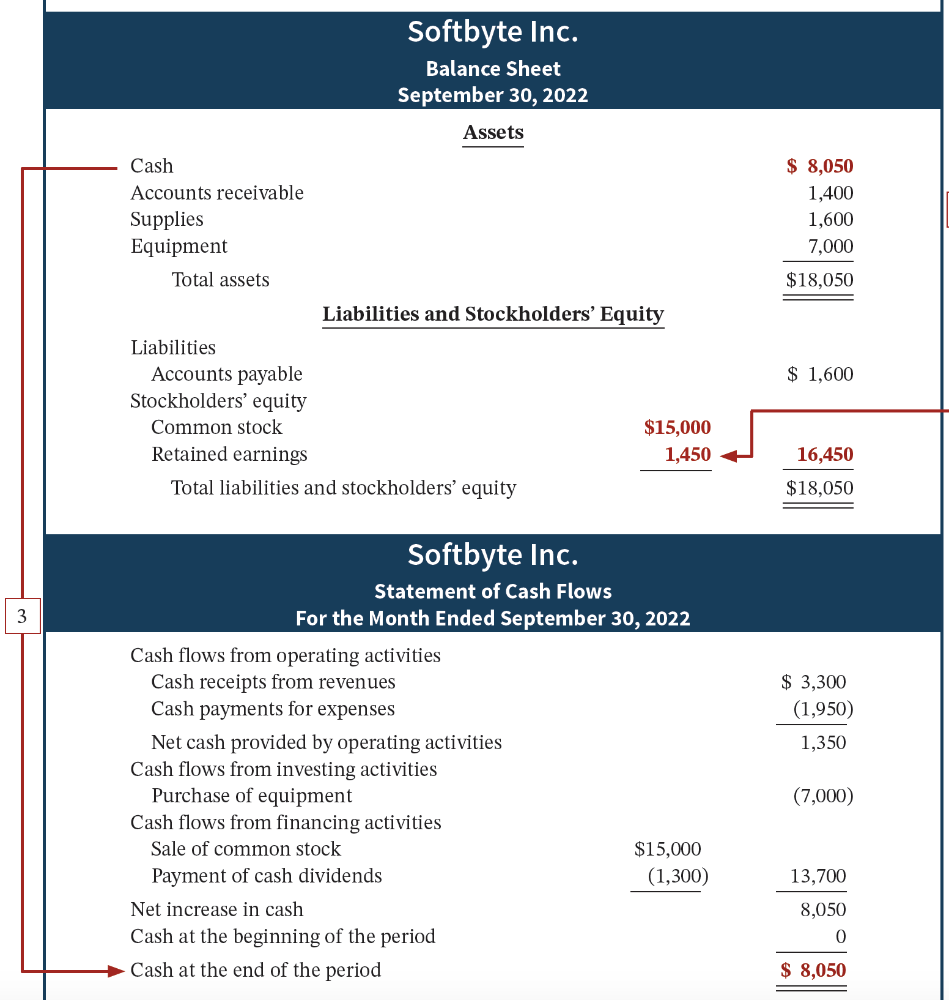 Softbyte Inc.
Balance Sheet
September 30, 2022
Assets
Cash $ 8,050
Accounts receivable 1,400
Supplies 1,600
Equipment 7,000
Total assets $18,050
Liabilities and Stockholders’ Equity
Liabilities
Accounts payable $ 1,600
Stockholders’ equity
Common stock $15,000
Retained earnings 1,450 16,450
Total liabilities and stockholders’ equity $18,050
Softbyte Inc.
Statement of Cash Flows
3
For the Month Ended September 30, 2022
Cash flows from operating activities
Cash receipts from revenues $ 3,300
Cash payments for expenses (1,950)
Net cash provided by operating activities 1,350
Cash flows from investing activities
Purchase of equipment (7,000)
Cash flows from financing activities
Sale of common stock $15,000
Payment of cash dividends (1,300) 13,700
Net increase in cash 8,050
Cash at the beginning of the period 0
Cash at the end of the period $ 8,050